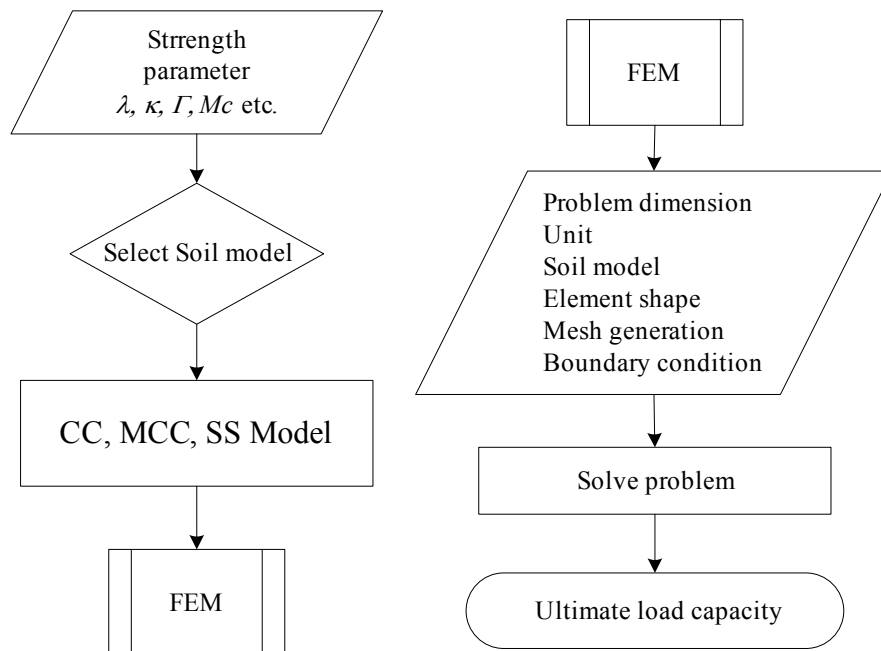 Strrength
parameter
λ, κ, Γ, Mc etc.
Select Soil model
CC, MCC, SS Model
FEM
FEM
Problem dimension
Unit
Soil model
Element shape
Mesh generation
Boundary condition
Solve problem
Ultimate load capacity